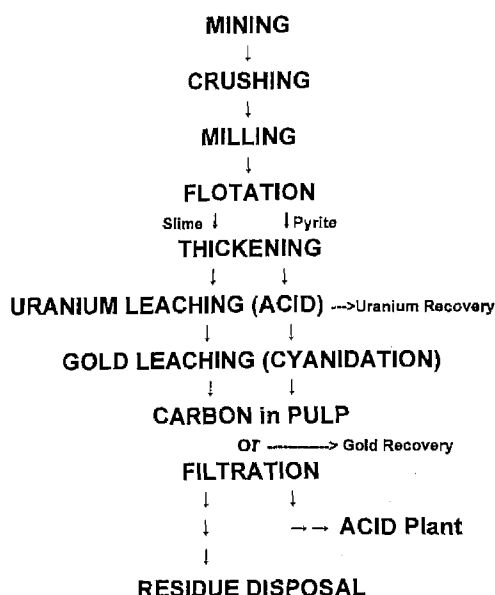 MINING
↓
CRUSHING
↓
MILLING
↓
FLOTATION
Slime ↓ ↓ Pyrite
THICKENING
↓ ↓
URANIUM LEACHING (ACID) --->Uranium Recovery
↓ ↓
GOLD LEACHING (CYANIDATION)
↓ ↓
CARBON in PULP
or ----------> Gold Recovery
FILTRATION
↓ ↓
↓ →→ ACID Plant
↓
RESIDUE DISPOSAL